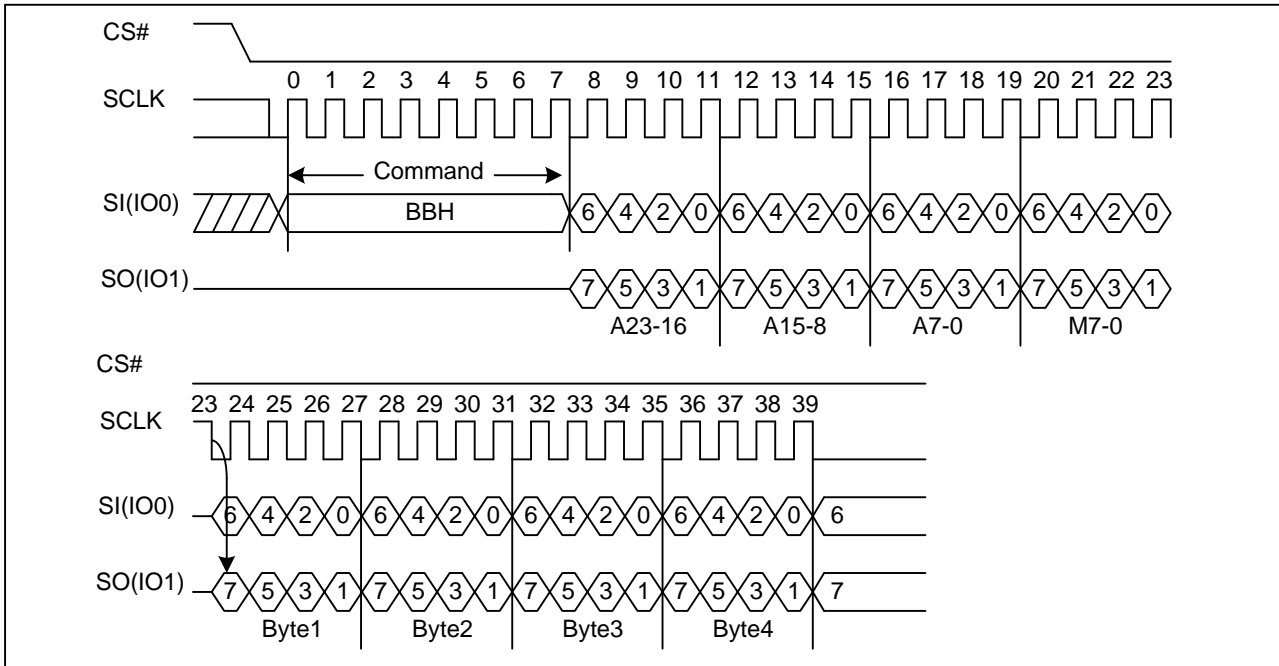 CS#
0 1 2 3 4 5 6 7 8 9 10 11 12 13 14 15 16 17 18 19 20 21 22 23
SCLK
Command
SI(IO0) BBH 6 4 2 0 6 4 2 0 6 4 2 0 6 4 2 0
SO(IO1) 7 5 3 1 7 5 3 1 7 5 3 1 7 5 3 1
A23-16 A15-8 A7-0 M7-0
CS#
23 24 25 26 27 28 29 30 31 32 33 34 35 36 37 38 39
SCLK
SI(IO0) 6 4 2 0 6 4 2 0 6 4 2 0 6 4 2 0 6
SO(IO1) 7 5 3 1 7 5 3 1 7 5 3 1 7 5 3 1 7
Byte1 Byte2 Byte3 Byte4